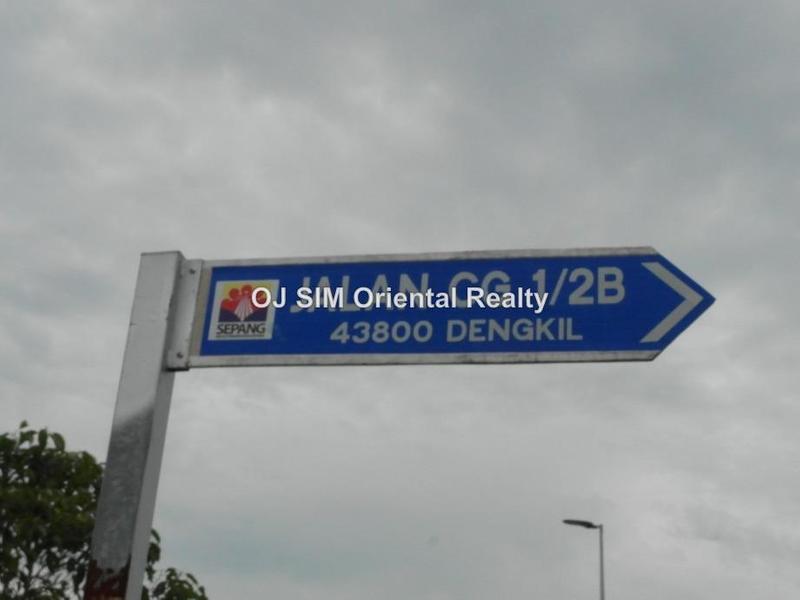 JALAN CG 1/2B
OJ SIM Oriental Realty
SEPANG
43800 DENGKIL